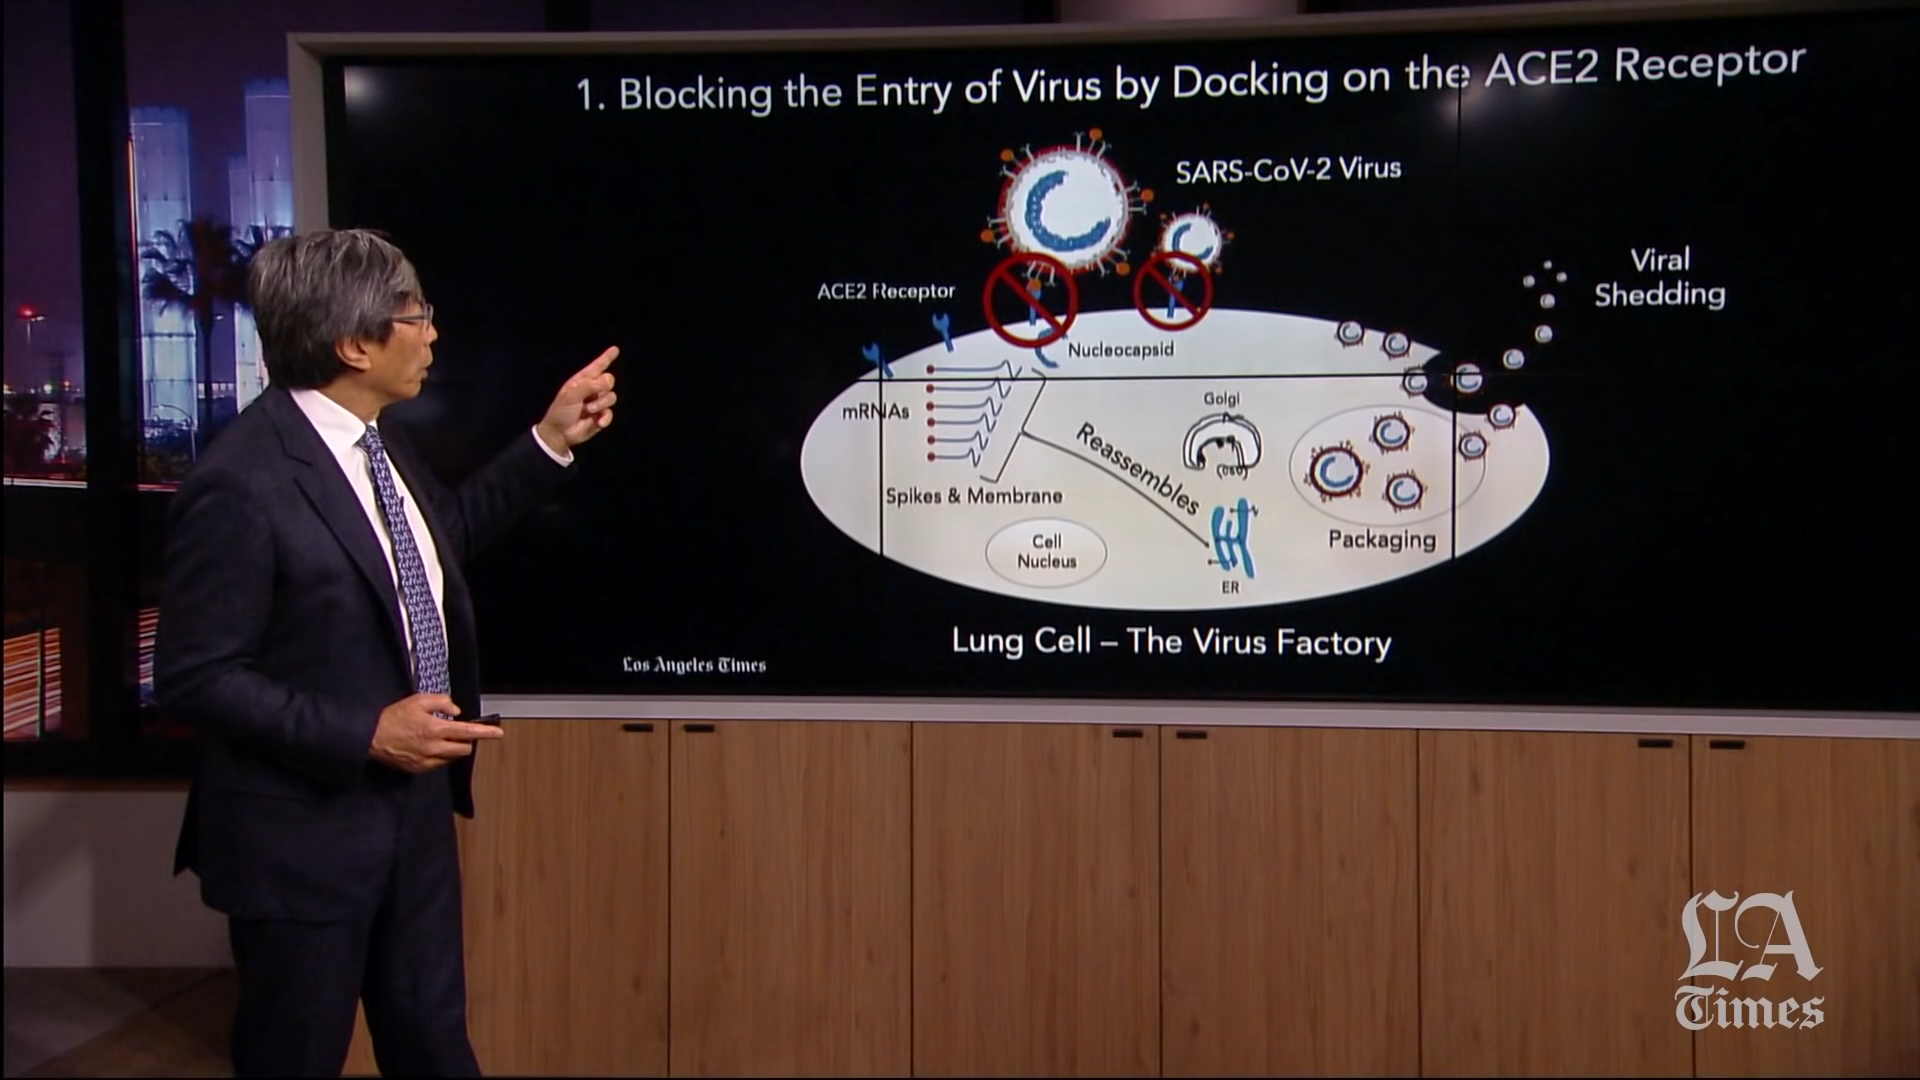 1. Blocking the Entry of Virus by Docking on the ACE2 Receptor
SARS-CoV-2 Virus
Viral
Shedding
ACE2 Receptor
Nucleocapsid
mRNAs
Golgi
Reassembles
Spikes & Membrane
Packaging
Cell
Nucleus
ER
Lung Cell – The Virus Factory
Los Angeles Times
LA
Times